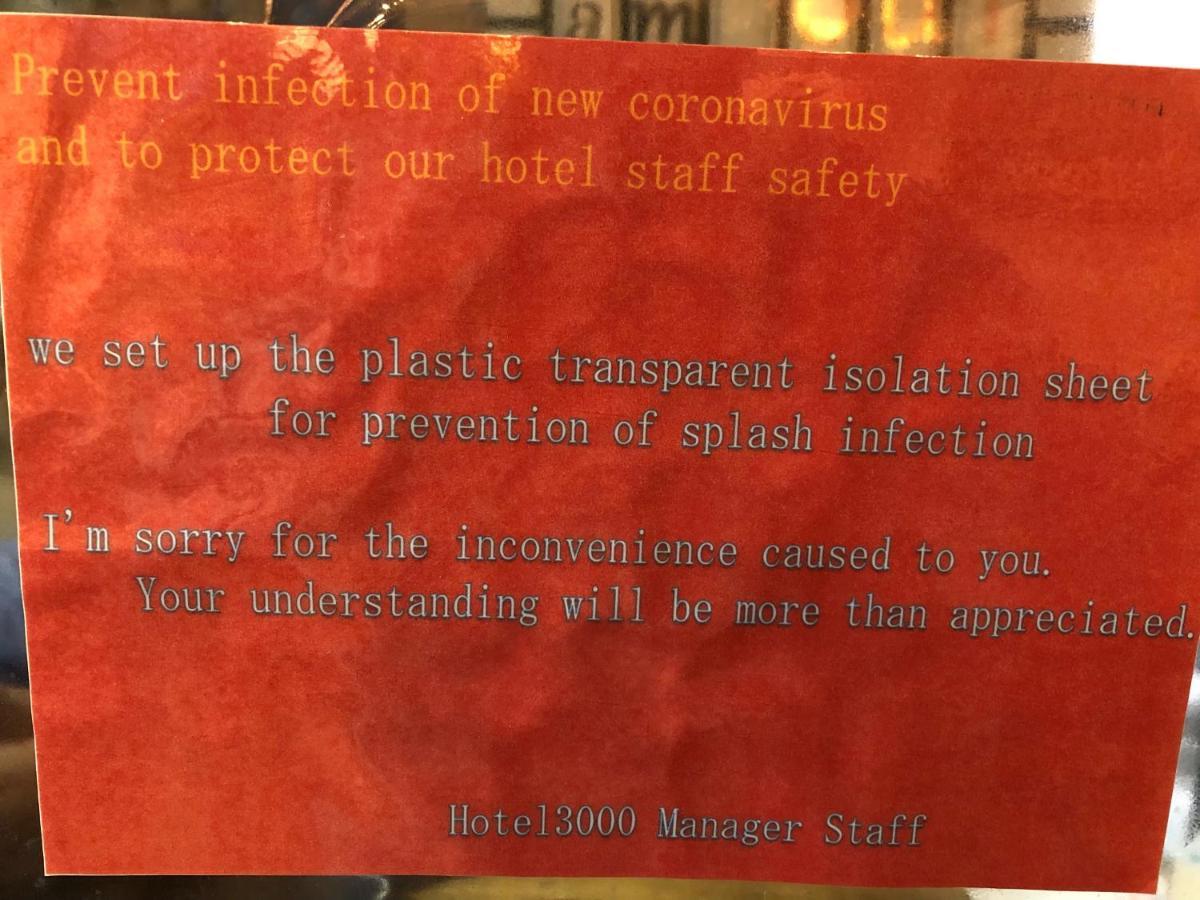 Prevent infection of new coronavirus
and to protect our hotel staff safety
we set up the plastic transparent isolation sheet
for prevention of splash infection
I'm sorry for the inconvenience caused to you.
Your understanding will be more than appreciated.
Hotel3000 Manager Staff